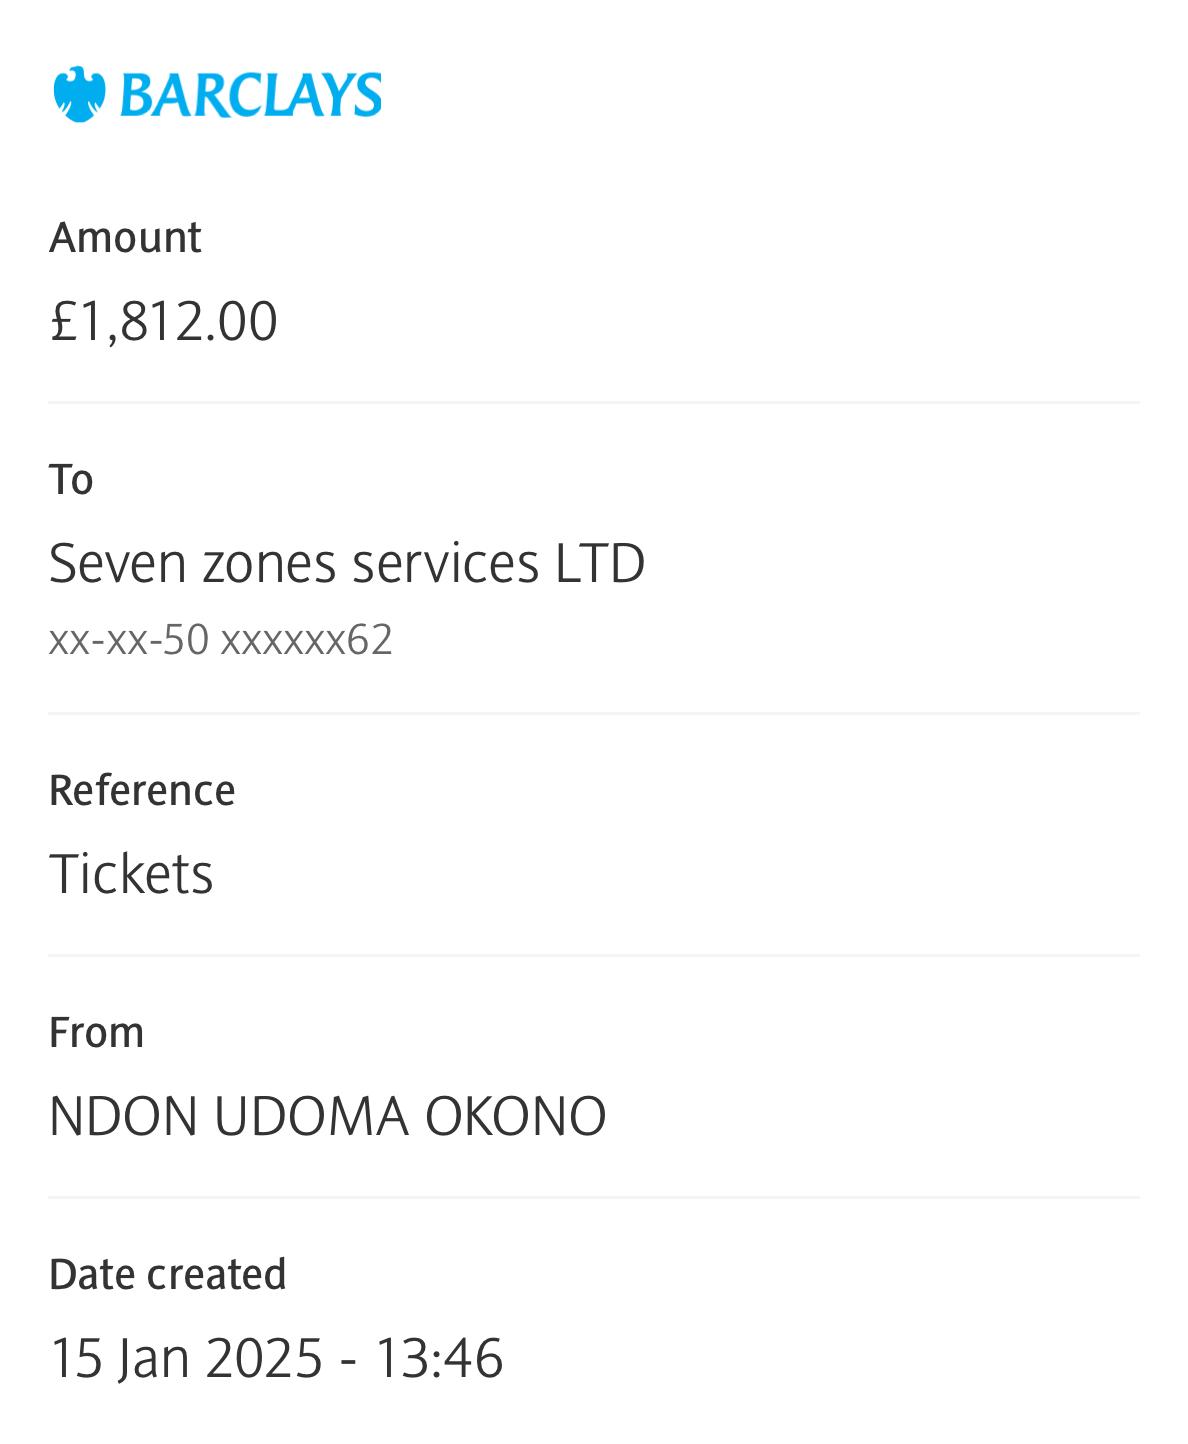 BARCLAYS
Amount
£1,812.00
To
Seven zones services LTD
xx-xx-50 xxxxxx62
Reference
Tickets
From
NDON UDOMA OKONO
Date created
15 Jan 2025 - 13:46